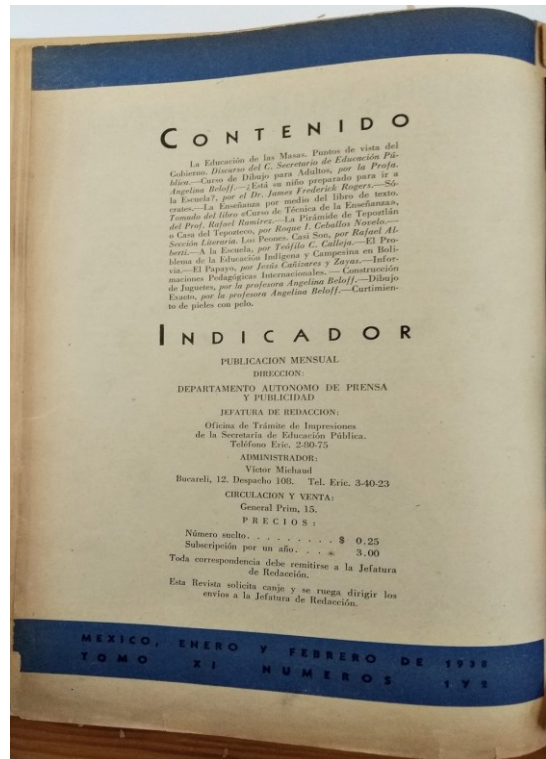 CONTENIDO
La Educación de las Masas. Puntos de vista del
Gobierno. Discurso del C. Secretario de Educación Pú-
blica.—Curso de Dibujo para Adultos, por la Profa.
Angelina Beloff.—¿Está su niño preparado para ir a
la Escuela?, por el Dr. James Frederick Rogers.—Só-
crates.—La Enseñanza por medio del libro de texto.
Tomado del libro «Curso de Técnica de la Enseñanza»,
del Prof. Rafael Ramírez.—La Pirámide de Tepoztlán
o Casa del Tepozteco, por Roque I. Ceballos Novelo.—
Sección Literaria. Los Peones. Casi Son, por Rafael Al-
berti.—A la Escuela, por Teófilo C. Calleja.—El Pro-
blema de la Educación Indígena y Campesina en Boli-
via.—El Papayo, por Jesús Cañizares y Zayas.—Infor-
maciones Pedagógicas Internacionales.—Construcción
de Juguetes, por la profesora Angelina Beloff.—Dibujo
Exacto, por la profesora Angelina Beloff.—Curtimien-
to de pieles con pelo.
INDICADOR
PUBLICACION MENSUAL
DIRECCION:
DEPARTAMENTO AUTONOMO DE PRENSA
Y PUBLICIDAD
JEFATURA DE REDACCION:
Oficina de Trámite de Impresiones
de la Secretaría de Educación Pública.
Teléfono Eric. 2-80-75
ADMINISTRADOR:
Víctor Michaud
Bucareli, 12. Despacho 108. Tel. Eric. 3-40-23
CIRCULACION Y VENTA:
General Prim, 15.
PRECIOS:
Número suelto. . . . . . . . . $ 0.25
Subscripción por un año. . . . 3.00
Toda correspondencia debe remitirse a la Jefatura
de Redacción.
Esta Revista solicita canje y se ruega dirigir los
envíos a la Jefatura de Redacción.
MEXICO, ENERO Y FEBRERO DE 1938
TOMO XI NUMEROS 1 Y 2